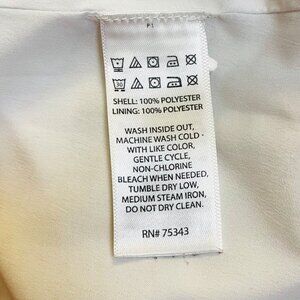 30
SHELL: 100% POLYESTER
LINING: 100% POLYESTER
WASH INSIDE OUT,
MACHINE WASH COLD
WITH LIKE COLOR,
GENTLE CYCLE,
NON-CHLORINE
BLEACH WHEN NEEDED,
TUMBLE DRY LOW,
MEDIUM STEAM IRON,
DO NOT DRY CLEAN.
RN# 75343